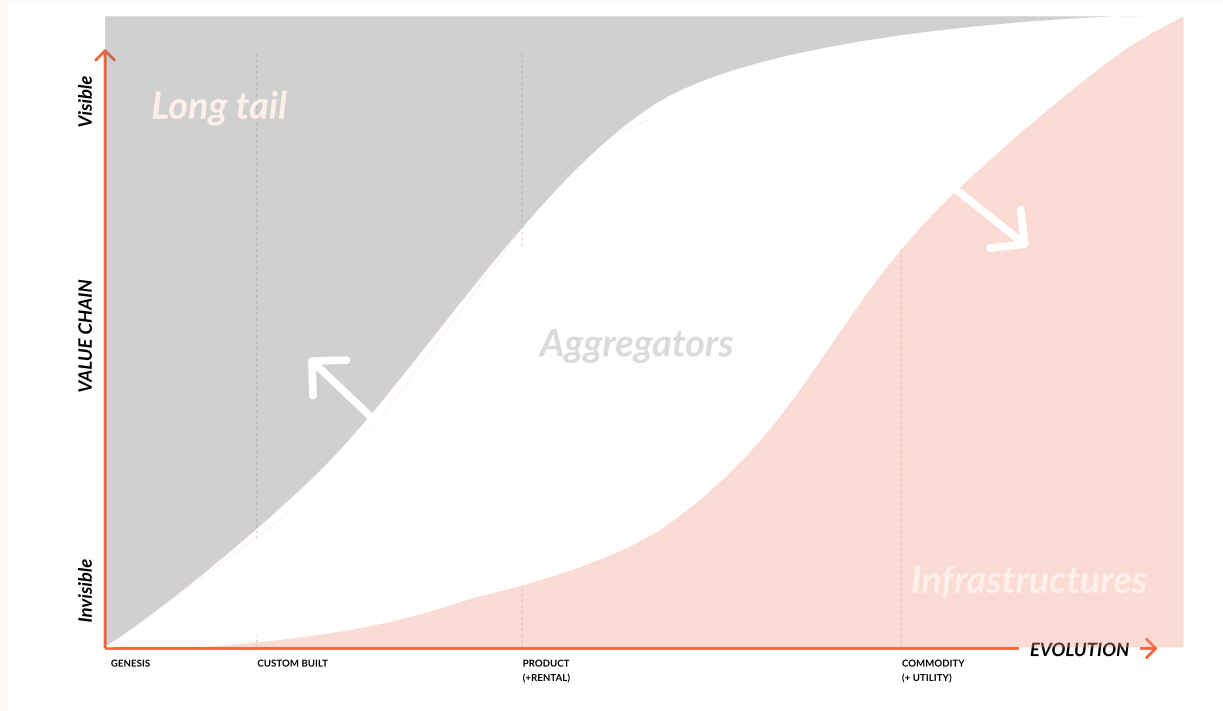 Visible
Long tail
VALUE CHAIN
Aggregators
Invisible
Infrastructures
EVOLUTION
GENESIS
CUSTOM BUILT
PRODUCT
(+RENTAL)
COMMODITY
(+ UTILITY)